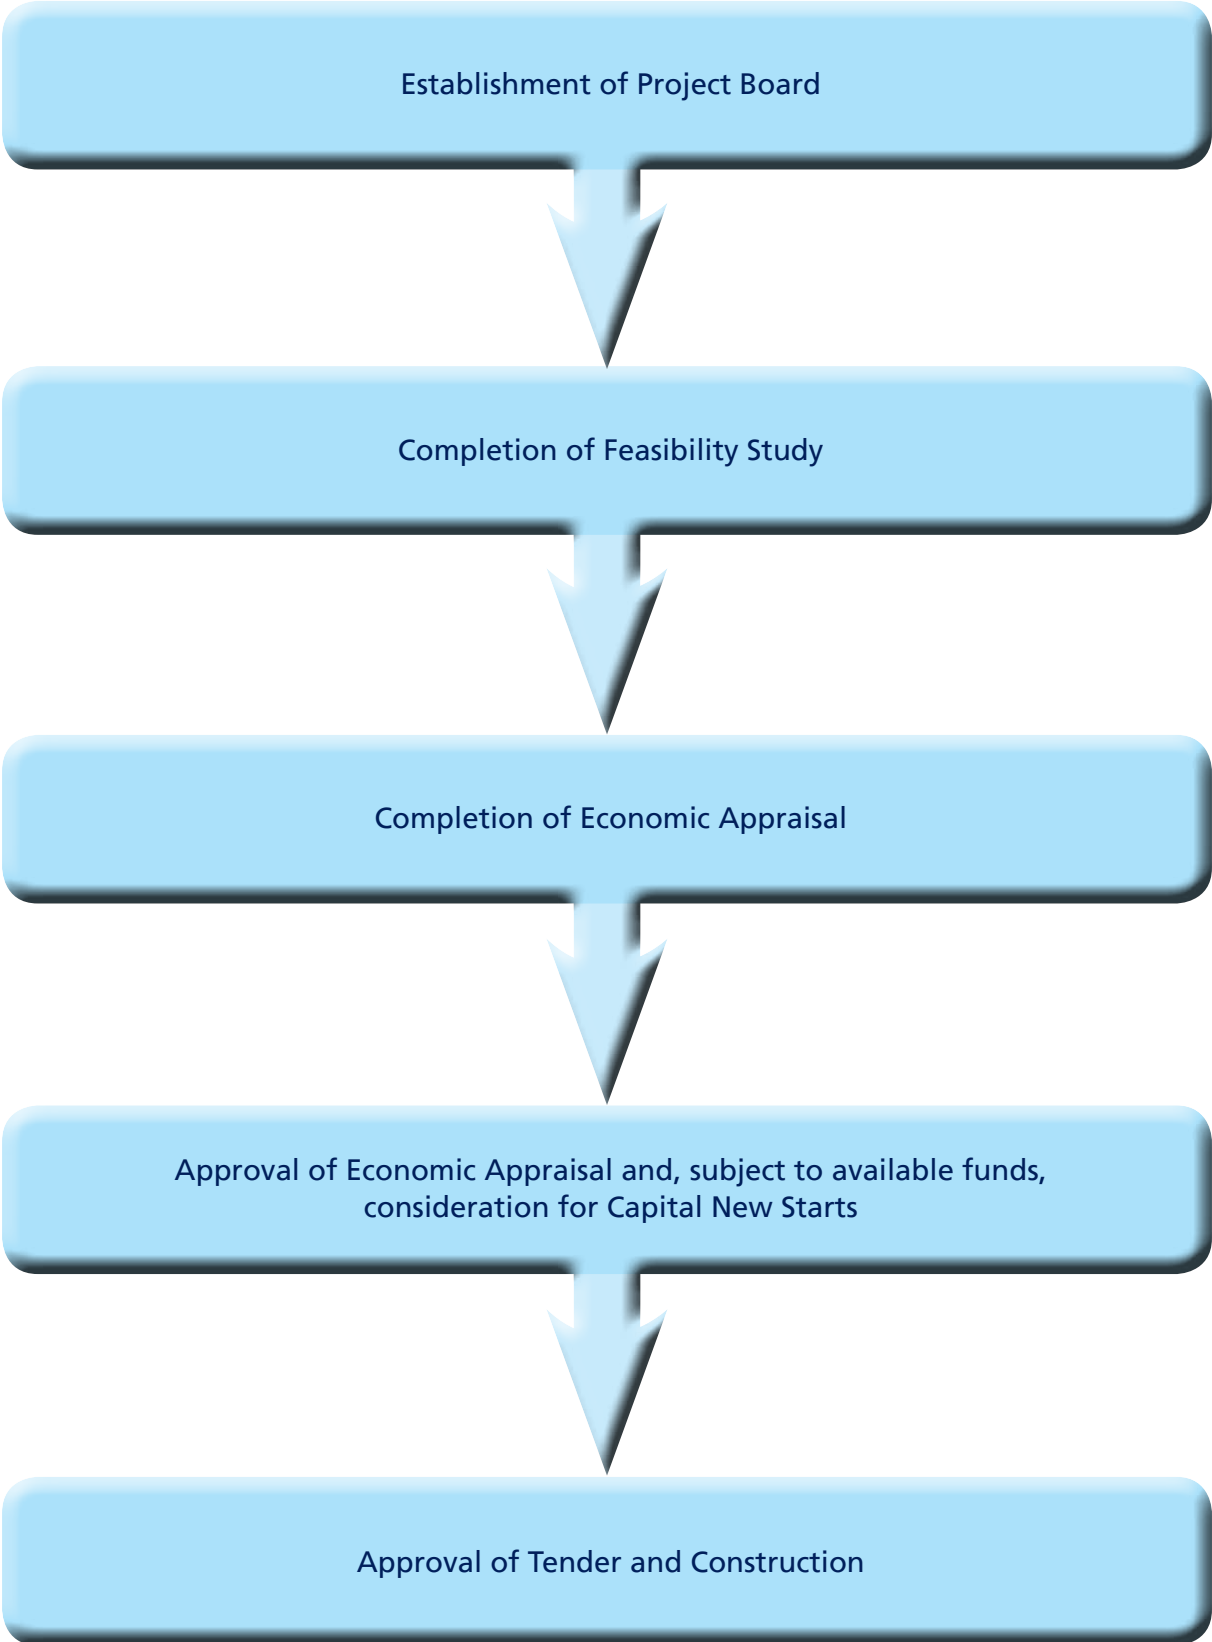 Establishment of Project Board
Completion of Feasibility Study
Completion of Economic Appraisal
Approval of Economic Appraisal and, subject to available funds,
consideration for Capital New Starts
Approval of Tender and Construction